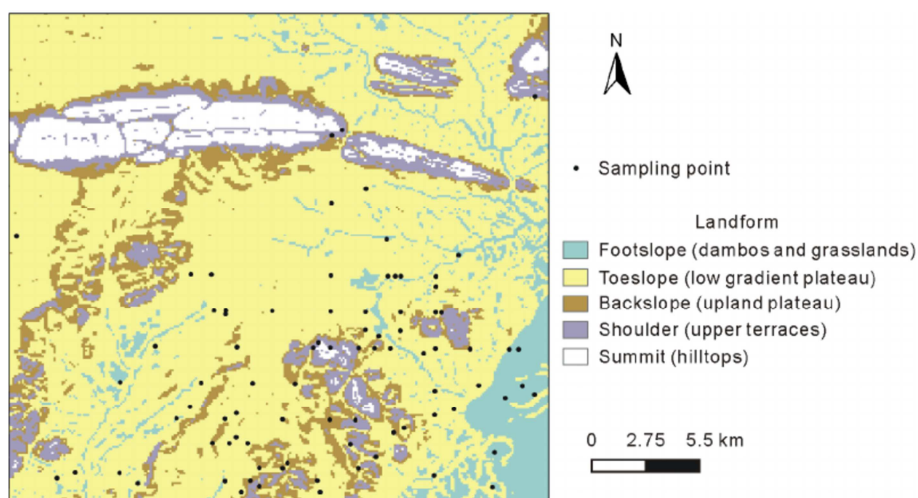 N
Sampling point
Landform
Footslope (dambos and grasslands)
Toeslope (low gradient plateau)
Backslope (upland plateau)
Shoulder (upper terraces)
Summit (hilltops)
0 2.75 5.5 km